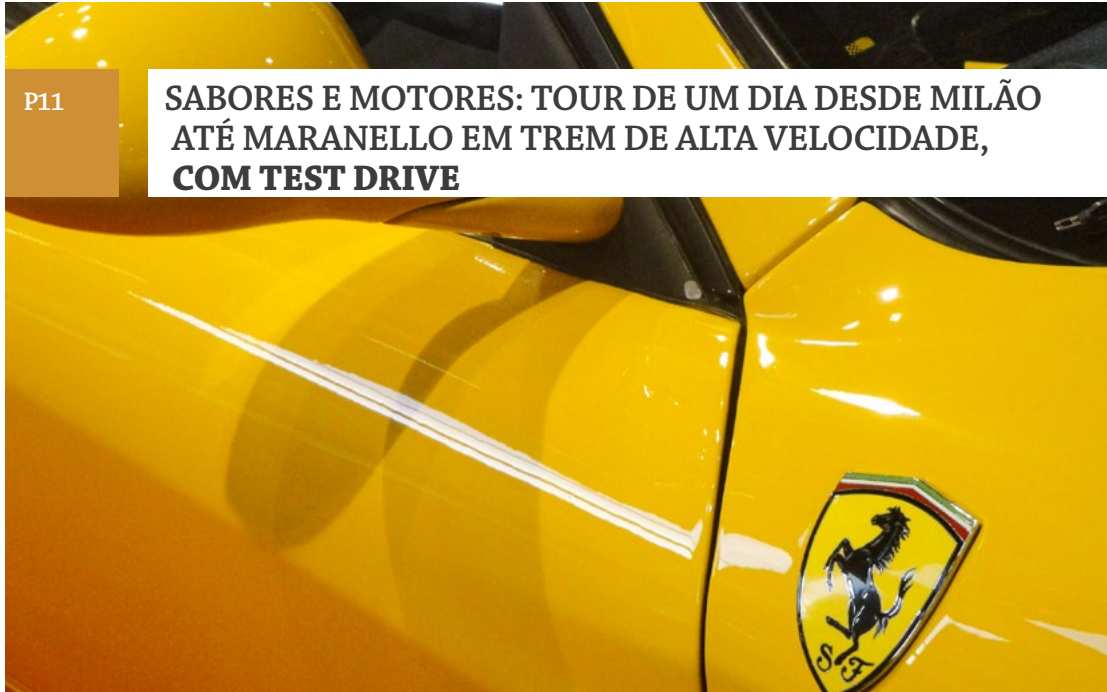 P11
SABORES E MOTORES: TOUR DE UM DIA DESDE MILÃO
ATÉ MARANELLO EM TREM DE ALTA VELOCIDADE,
COM TEST DRIVE
S F